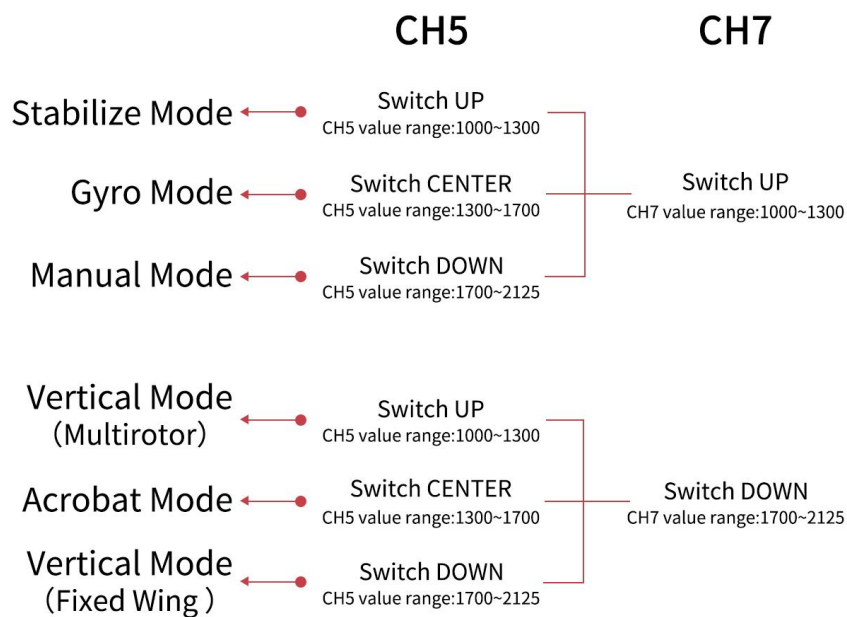 CH5
CH7
Stabilize Mode
Switch UP
CH5 value range:1000~1300
Gyro Mode
Switch CENTER
CH5 value range:1300~1700
Switch UP
CH7 value range:1000~1300
Manual Mode
Switch DOWN
CH5 value range:1700~2125
Vertical Mode
（Multirotor）
Switch UP
CH5 value range:1000~1300
Acrobat Mode
Switch CENTER
CH5 value range:1300~1700
Switch DOWN
CH7 value range:1700~2125
Vertical Mode
（Fixed Wing ）
Switch DOWN
CH5 value range:1700~2125